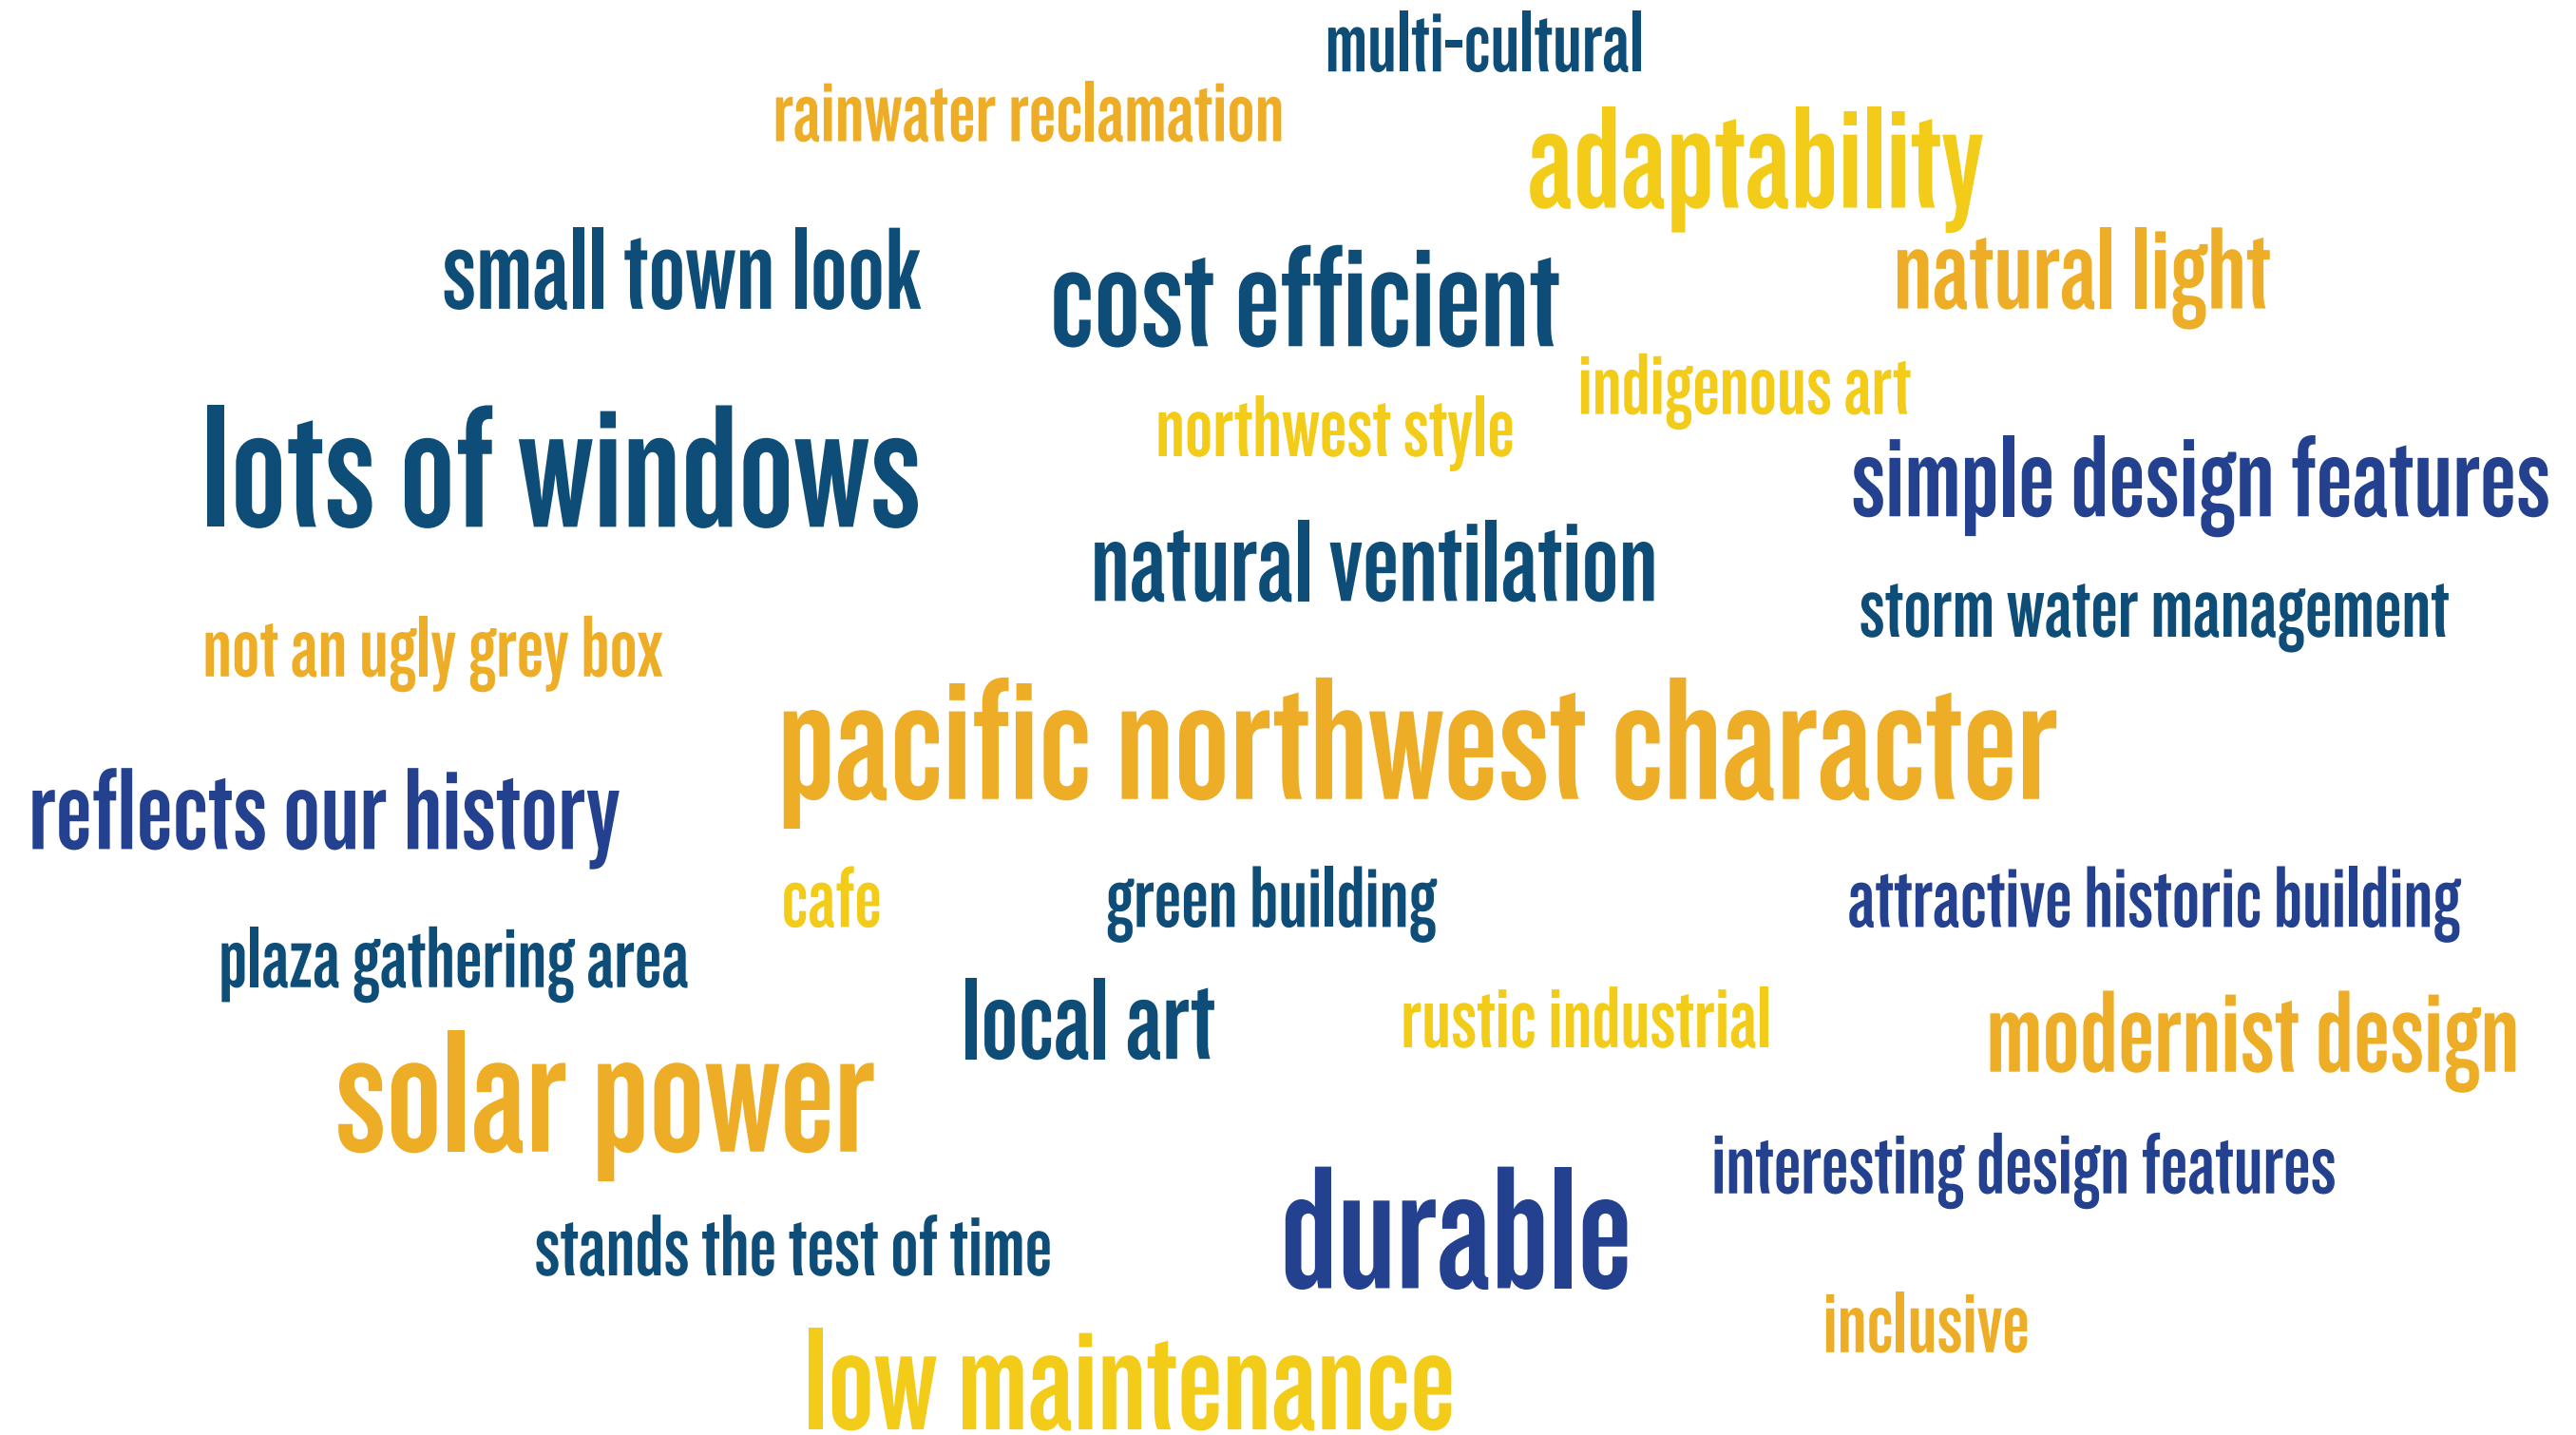 multi-cultural
rainwater reclamation
adaptability
small town look
cost efficient
natural light
indigenous art
northwest style
lots of windows
simple design features
natural ventilation
storm water management
not an ugly grey box
pacific northwest character
reflects our history
cafe
green building
attractive historic building
plaza gathering area
local art
rustic industrial
modernist design
solar power
interesting design features
durable
stands the test of time
inclusive
low maintenance